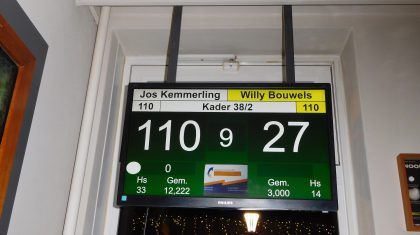 Jos Kemmerling Willy Bouwels
110 Kader 38/2 110
110 9 27
0
Hs Gem. Gem. Hs
33 12,222 3,000 14
PHILIPS